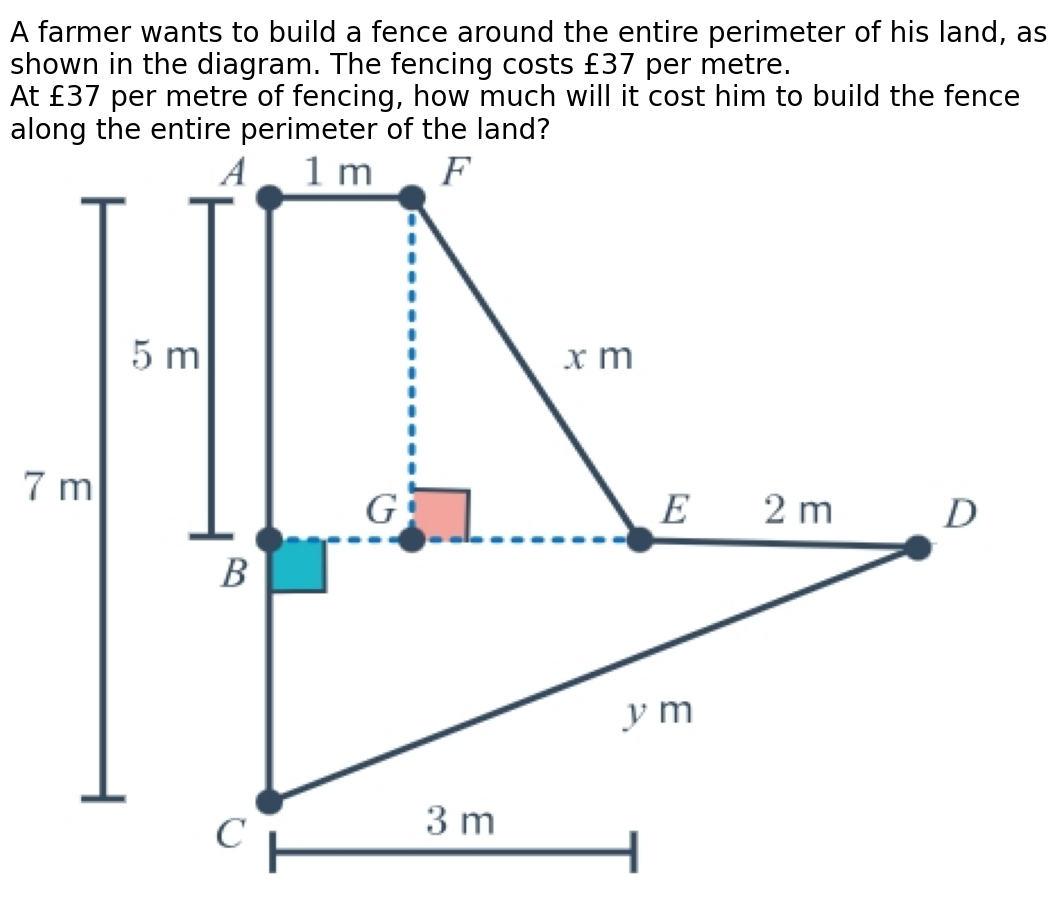 A farmer wants to build a fence around the entire perimeter of his land, as
shown in the diagram. The fencing costs £37 per metre.
At £37 per metre of fencing, how much will it cost him to build the fence
along the entire perimeter of the land?
A 1 m F
5 m
x m
7 m
G E 2 m D
B
y m
C 3 m